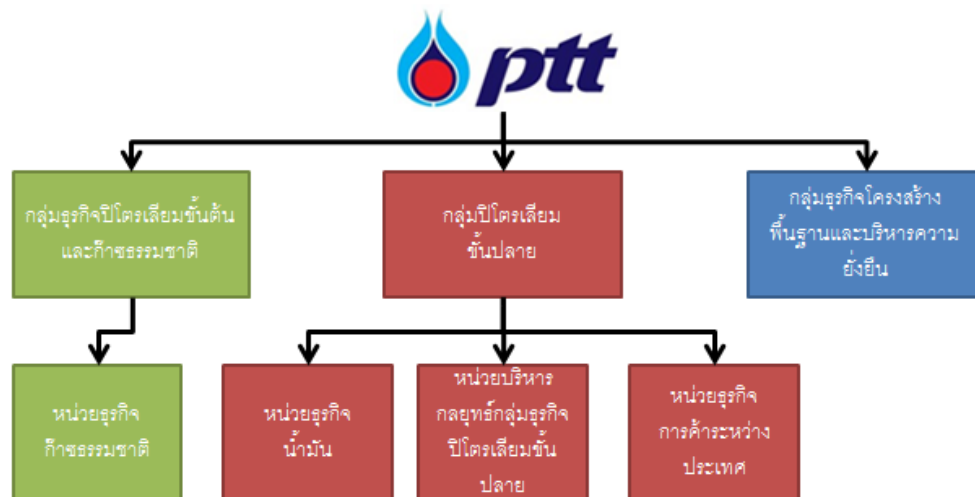 ptt
กลุ่มธุรกิจปิโตรเลียมขั้นต้น
และก๊าซธรรมชาติ
กลุ่มปิโตรเลียม
ขั้นปลาย
กลุ่มธุรกิจโครงสร้าง
พื้นฐานและบริหารความ
ยั่งยืน
หน่วยธุรกิจ
ก๊าซธรรมชาติ
หน่วยธุรกิจ
น้ำมัน
หน่วยบริหาร
กลยุทธ์กลุ่มธุรกิจ
ปิโตรเลียมขั้น
ปลาย
หน่วยธุรกิจ
การค้าระหว่าง
ประเทศ